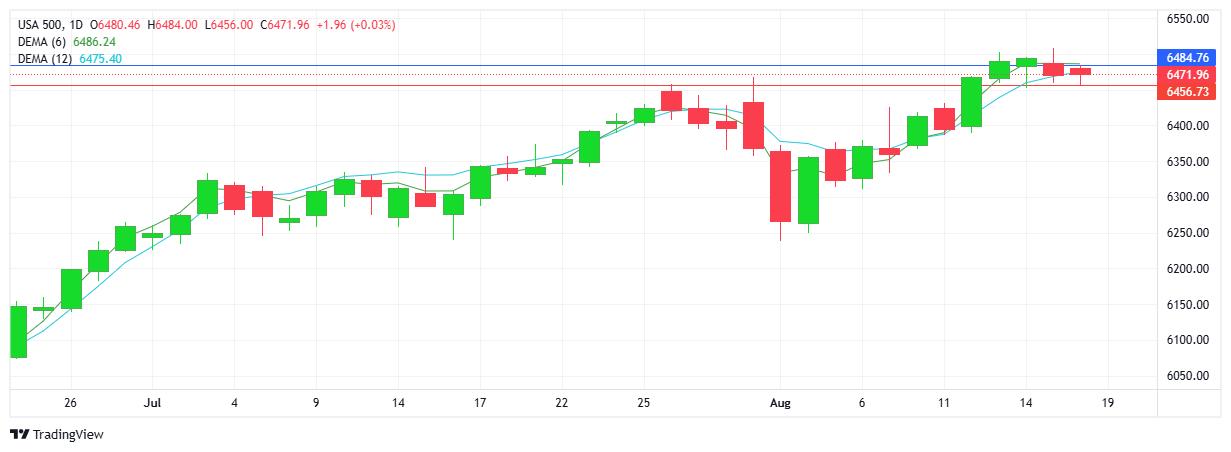 USA 500, 1D O6480.46 H6484.00 L6456.00 C6471.96 +1.96 (+0.03%)
DEMA (6) 6486.24
DEMA (12) 6475.40
6550.00
6484.76
6471.96
6456.73
6400.00
6350.00
6300.00
6250.00
6200.00
6150.00
6100.00
6050.00
26 Jul 4 9 14 17 22 25 Aug 6 11 14 19
TradingView